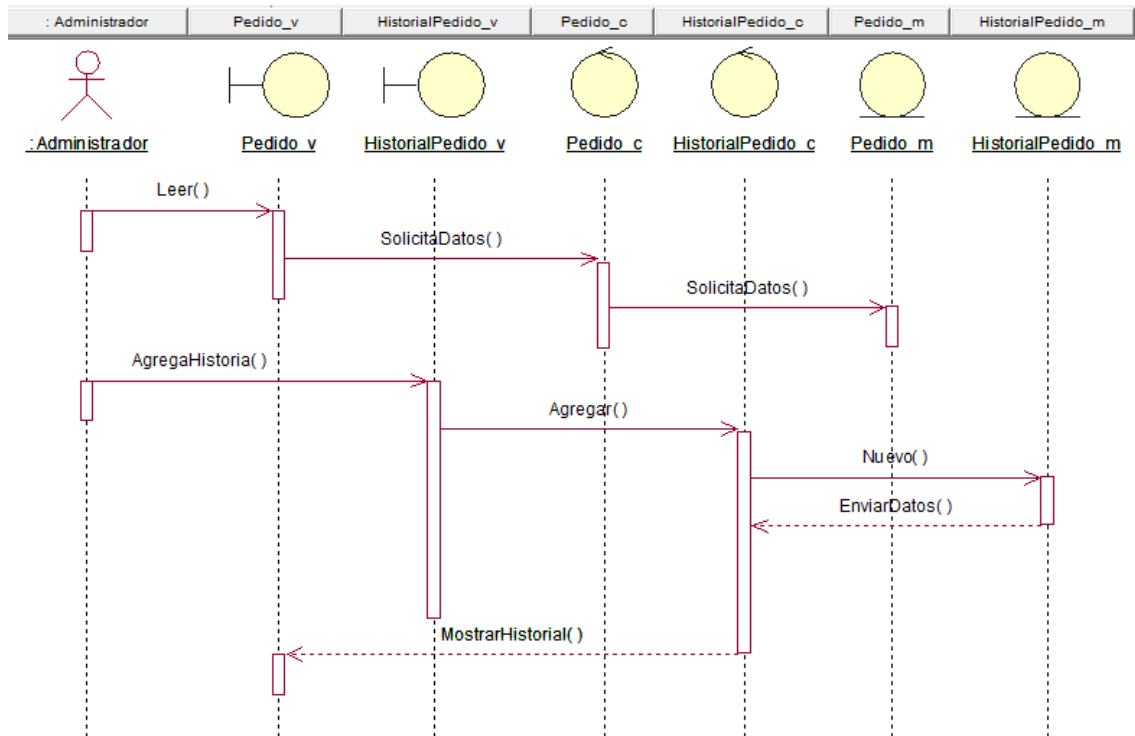 : Administrador
Pedido_v
HistorialPedido_v
Pedido_c
HistorialPedido_c
Pedido_m
HistorialPedido_m
: Administrador
Pedido_v
HistorialPedido_v
Pedido_c
HistorialPedido_c
Pedido_m
HistorialPedido_m
Leer( )
SolicitaDatos( )
SolicitaDatos( )
AgregaHistoria( )
Agregar( )
Nuevo( )
EnviarDatos( )
MostrarHistorial( )